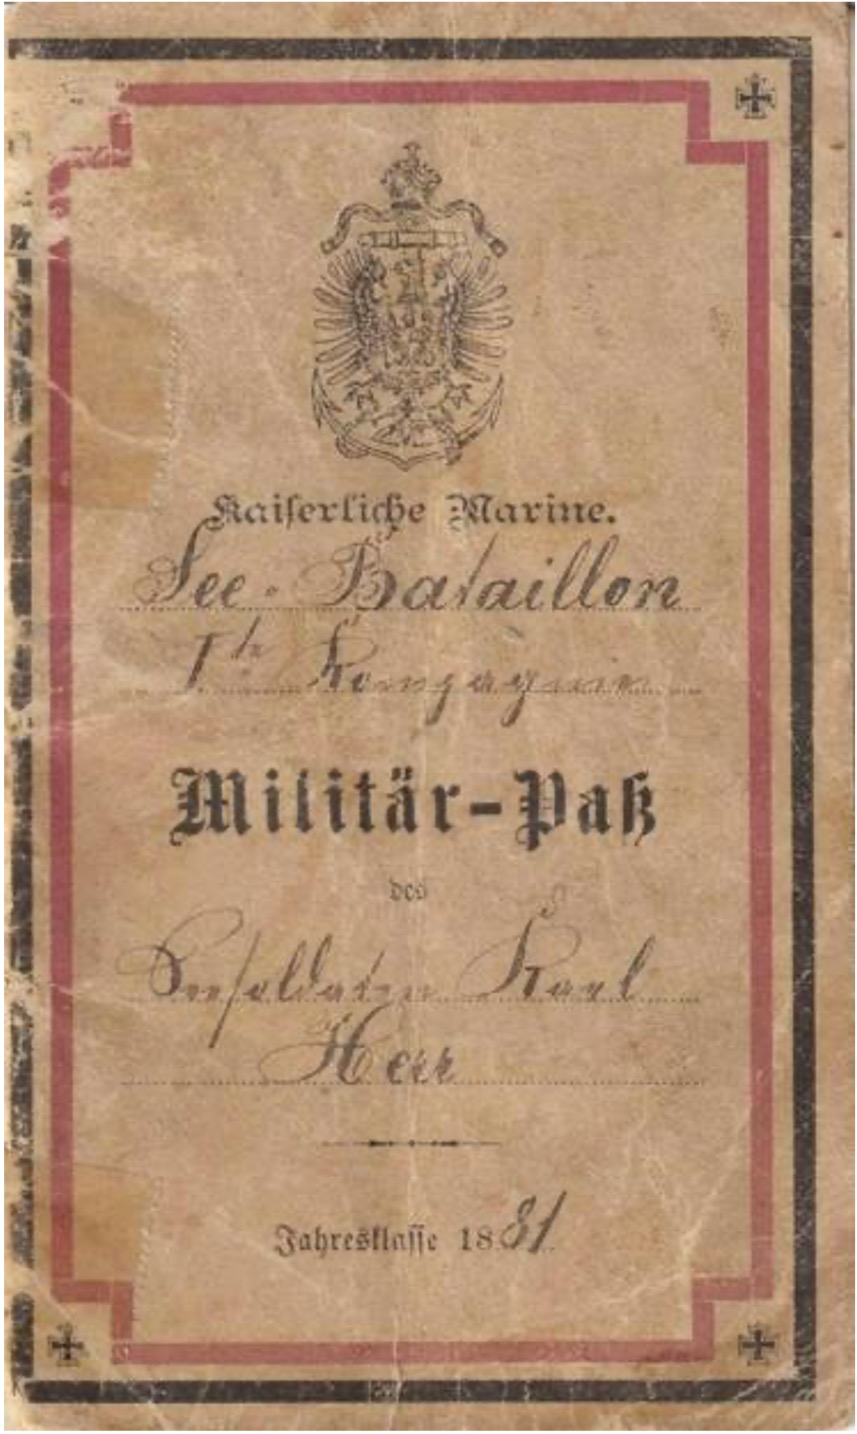 Kaiserliche Marine.
See-Bataillon
1te Kompagnie
Militär-Paß
des
Seesoldaten Karl
Herr
Jahresklasse 1881